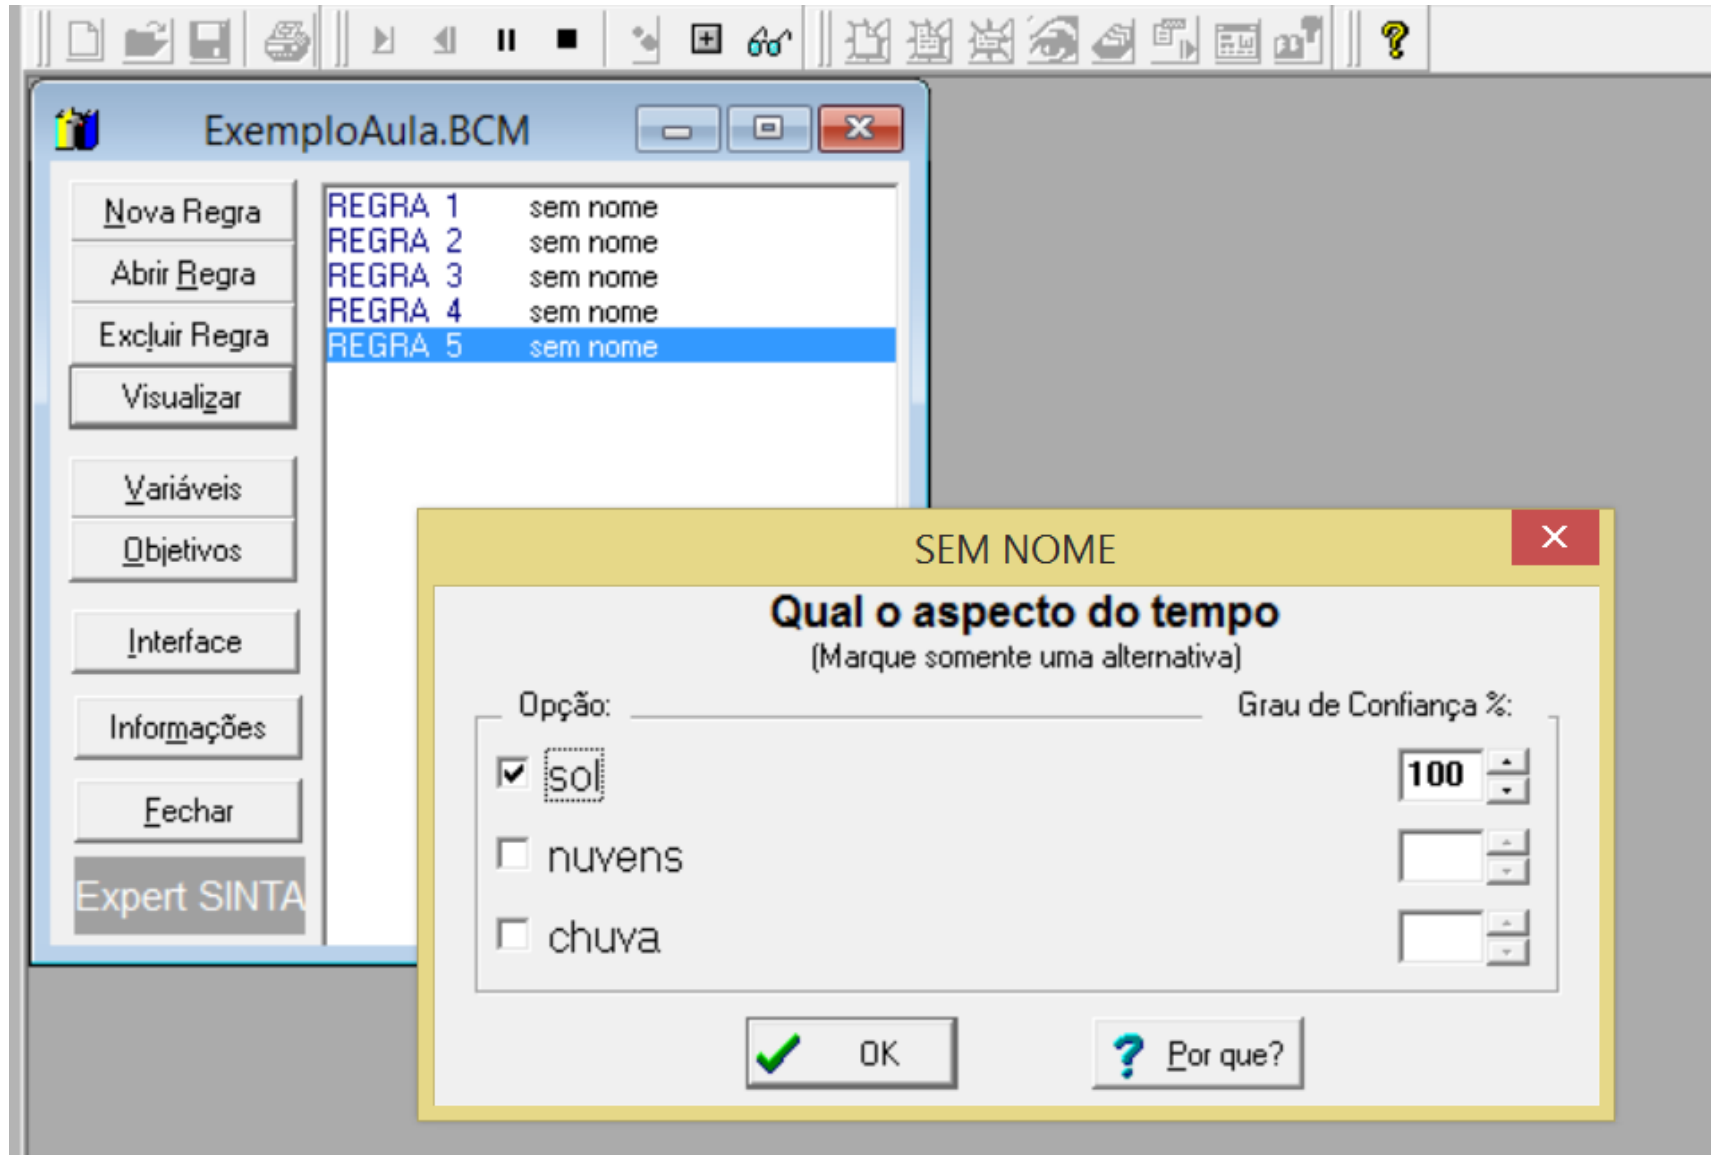 ExemploAula.BCM
Nova Regra
Abrir Regra
Excluir Regra
Visualizar
Variáveis
Objetivos
Interface
Informações
Fechar
Expert SINTA
REGRA 1 sem nome
REGRA 2 sem nome
REGRA 3 sem nome
REGRA 4 sem nome
REGRA 5 sem nome
SEM NOME
Qual o aspecto do tempo
(Marque somente uma alternativa)
Opção: Grau de Confiança %:
sol 100
nuvens
chuva
OK Por que?